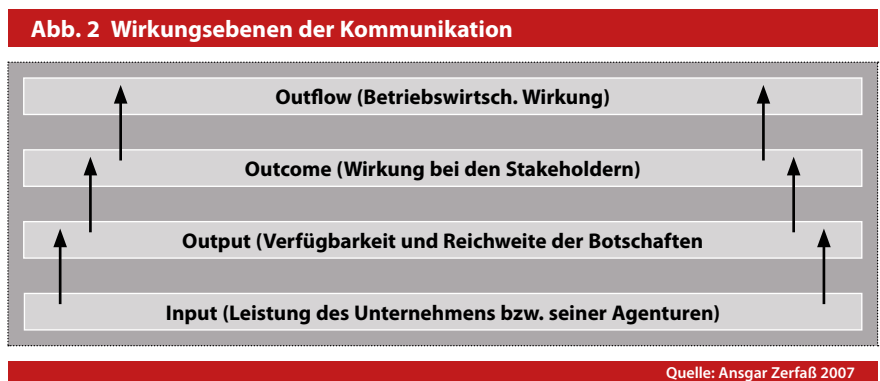 Abb. 2 Wirkungsebenen der Kommunikation
Outflow (Betriebswirtsch. Wirkung)
Outcome (Wirkung bei den Stakeholdern)
Output (Verfügbarkeit und Reichweite der Botschaften
Input (Leistung des Unternehmens bzw. seiner Agenturen)
Quelle: Ansgar Zerfaß 2007